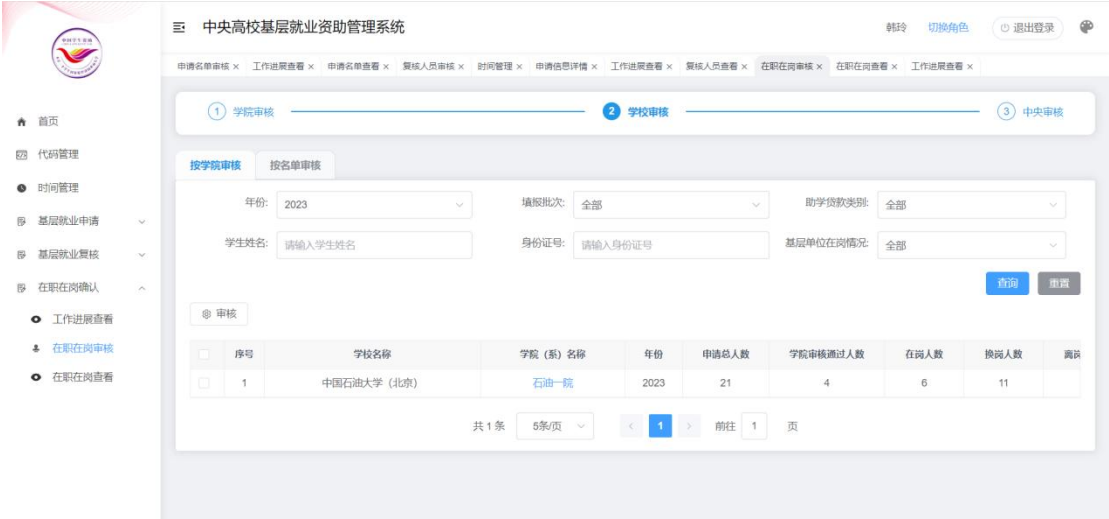 中央高校基层就业资助管理系统 韩玲 切换角色 退出登录
申请名单审核 × 工作进展查看 × 申请名单查看 × 复核人员审核 × 时间管理 × 申请信息详情 × 工作进展查看 × 复核人员查看 × 在职在岗审核 × 在职在岗查看 × 工作进展查看 ×
首页
代码管理
时间管理
基层就业申请
基层就业复核
在职在岗确认
工作进展查看
在职在岗审核
在职在岗查看
1 学院审核 2 学校审核 3 中央审核
按学院审核 按名单审核
年份: 2023 填报批次: 全部 助学贷款类别: 全部
学生姓名: 请输入学生姓名 身份证号: 请输入身份证号 基层单位在岗情况: 全部
查询 重置
审核
序号 学校名称 学院（系）名称 年份 申请总人数 学院审核通过人数 在岗人数 换岗人数 离岗
1 中国石油大学（北京） 石油一院 2023 21 4 6 11
共 1 条 5条/页 < 1 > 前往 1 页